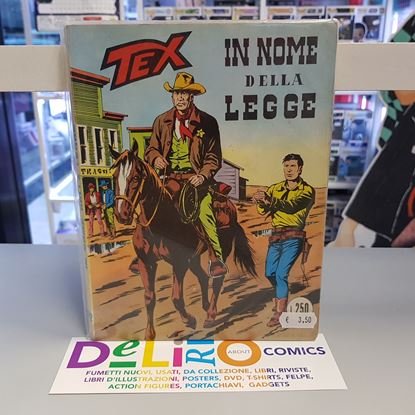 TEX
IN NOME
DELLA
LEGGE
L. 250
€ 3,50
DeLiRio
ABOUT
COMICS
FUMETTI NUOVI, USATI, DA COLLEZIONE, LIBRI, RIVISTE,
LIBRI D'ILLUSTRAZIONI, POSTERS, DVD, T-SHIRTS, FELPE,
ACTION FIGURES, PORTACHIAVI, GADGETS